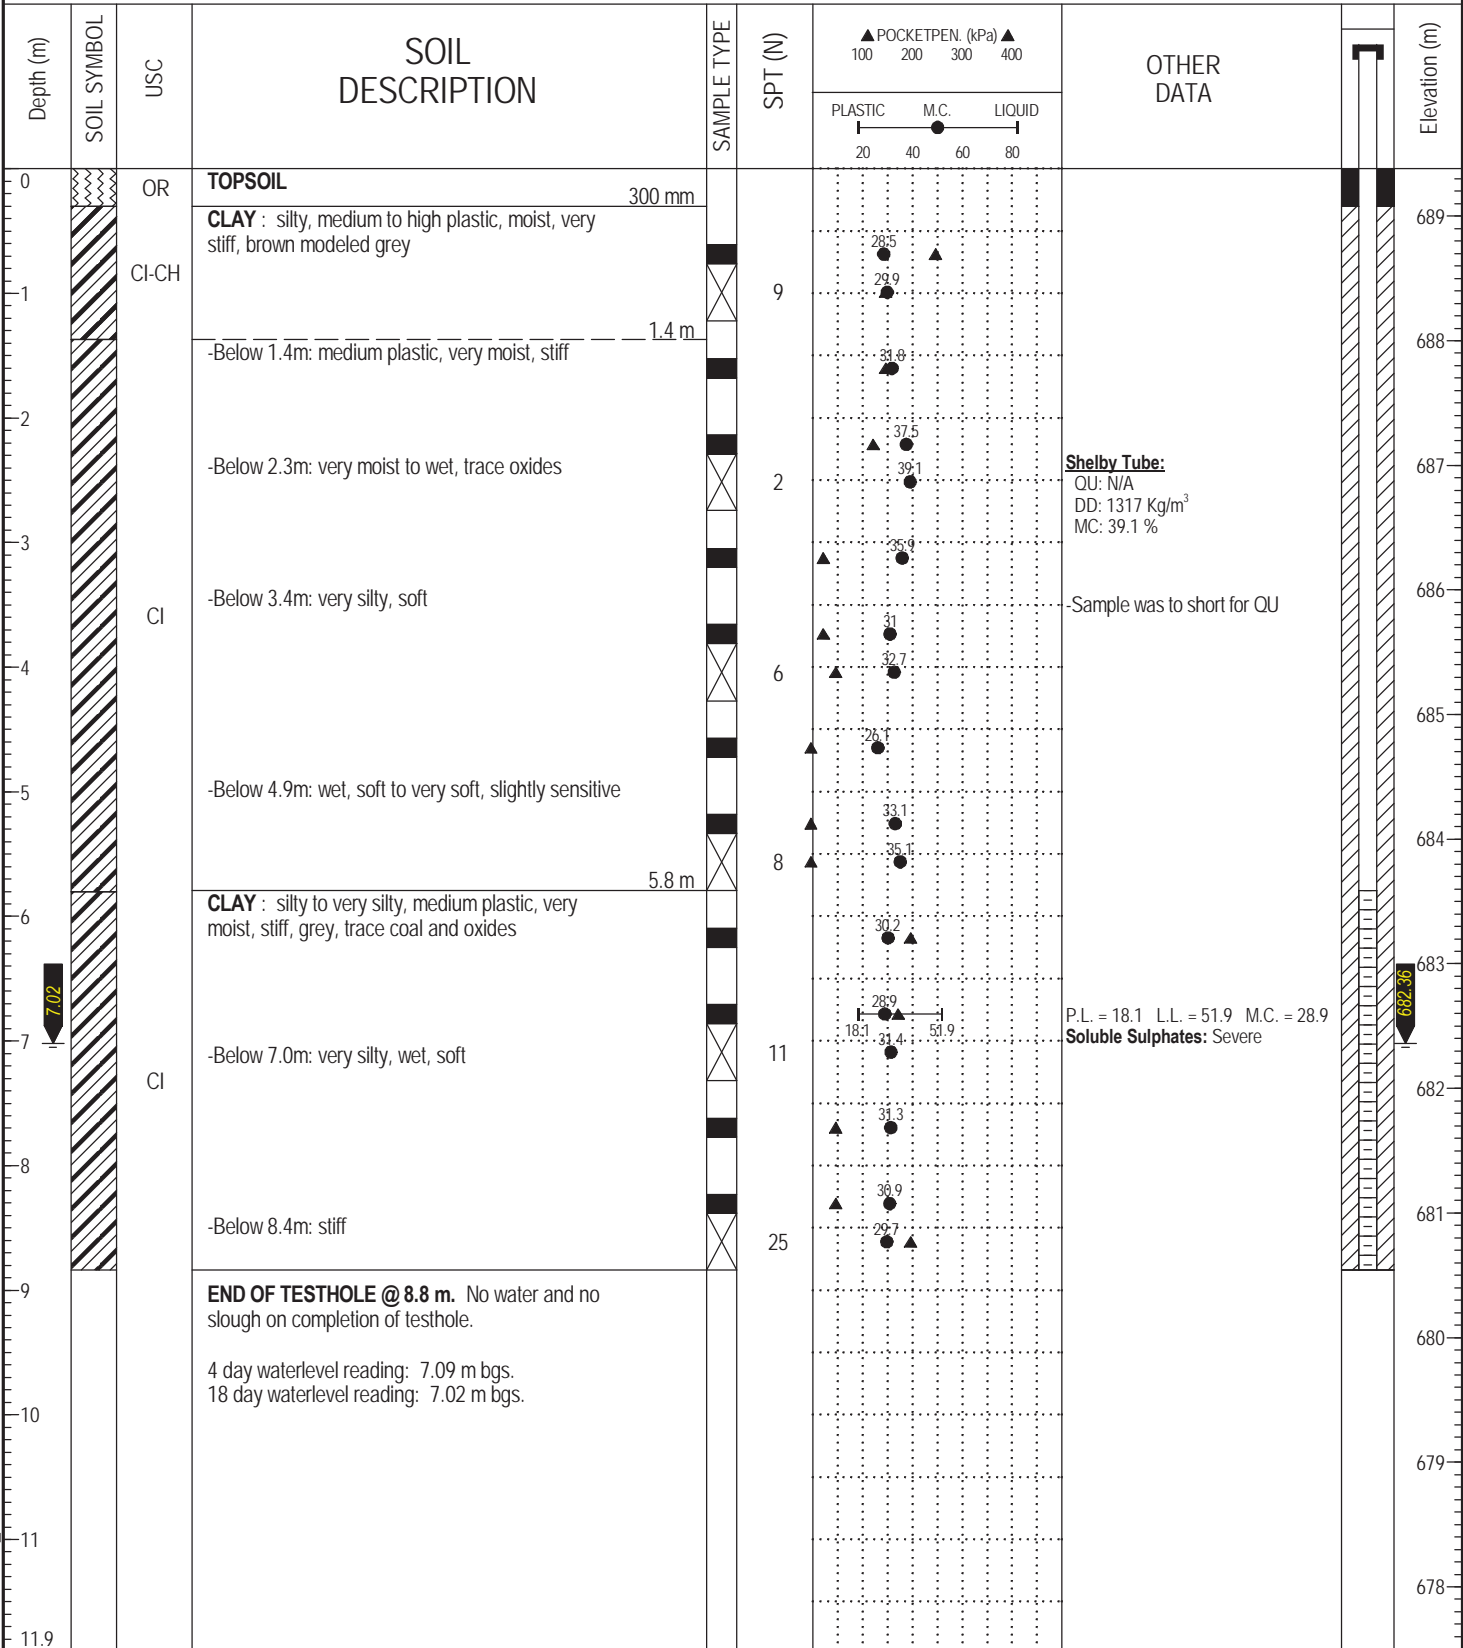 Depth (m)
SOIL SYMBOL
USC
SOIL
DESCRIPTION
SAMPLE TYPE
SPT (N)
▲ POCKETPEN. (kPa) ▲
100 200 300 400
PLASTIC M.C. LIQUID
20 40 60 80
OTHER
DATA
Elevation (m)
0
OR
TOPSOIL
300 mm
CLAY : silty, medium to high plastic, moist, very
stiff, brown modeled grey
689
28.5
CI-CH
29.9
1
9
1.4 m
688
-Below 1.4m: medium plastic, very moist, stiff
31.8
2
37.5
-Below 2.3m: very moist to wet, trace oxides
39.1
2
Shelby Tube:
QU: N/A
DD: 1317 Kg/m³
MC: 39.1 %
687
3
35.9
-Below 3.4m: very silty, soft
-Sample was to short for QU
686
CI
31
4
32.7
6
685
26.1
-Below 4.9m: wet, soft to very soft, slightly sensitive
5
33.1
684
35.1
8
5.8 m
CLAY : silty to very silty, medium plastic, very
moist, stiff, grey, trace coal and oxides
6
30.2
683
7.02
682.36
28.9
18.1 51.9
P.L. = 18.1 L.L. = 51.9 M.C. = 28.9
Soluble Sulphates: Severe
31.4
7
-Below 7.0m: very silty, wet, soft
11
CI
682
31.3
8
30.9
681
-Below 8.4m: stiff
29.7
25
9
END OF TESTHOLE @ 8.8 m. No water and no
slough on completion of testhole.
680
4 day waterlevel reading: 7.09 m bgs.
18 day waterlevel reading: 7.02 m bgs.
10
679
11
678
11.9